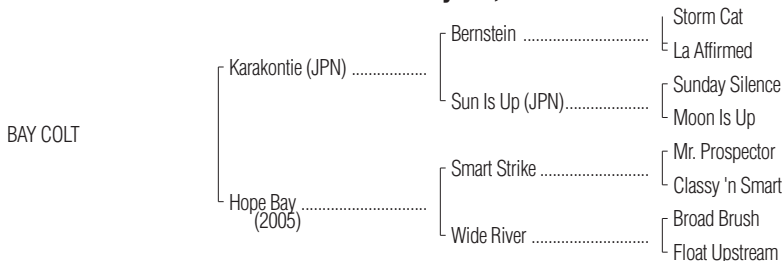 Storm Cat
Bernstein ....................................
La Affirmed
Karakontie (JPN) ..................
Sunday Silence
Sun Is Up (JPN)........................
Moon Is Up
BAY COLT
Mr. Prospector
Smart Strike .................................
Classy 'n Smart
Hope Bay ....................................
(2005)
Broad Brush
Wide River ..................................
Float Upstream